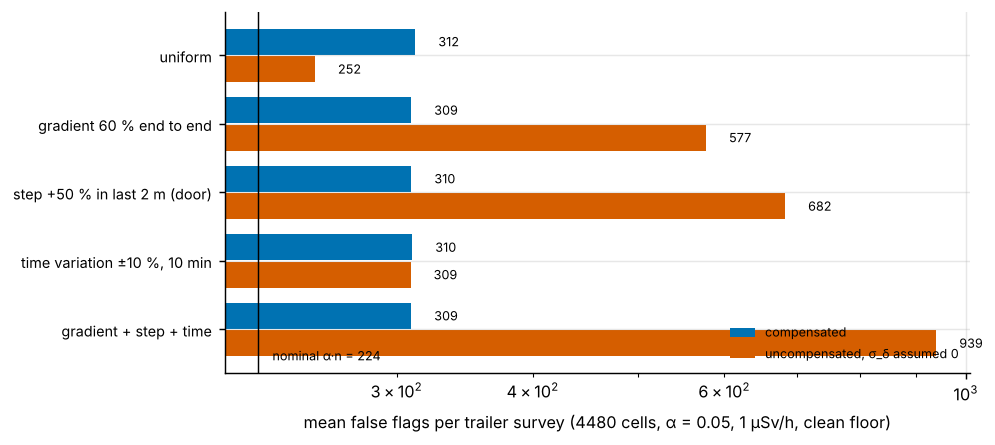 uniform
312
252
gradient 60 % end to end
309
577
step +50 % in last 2 m (door)
310
682
time variation ±10 %, 10 min
310
309
gradient + step + time
309
939
compensated
uncompensated, σ_δ assumed 0
nominal α·n = 224
3 × 10²
4 × 10²
6 × 10²
10³
mean false flags per trailer survey (4480 cells, α = 0.05, 1 µSv/h, clean floor)